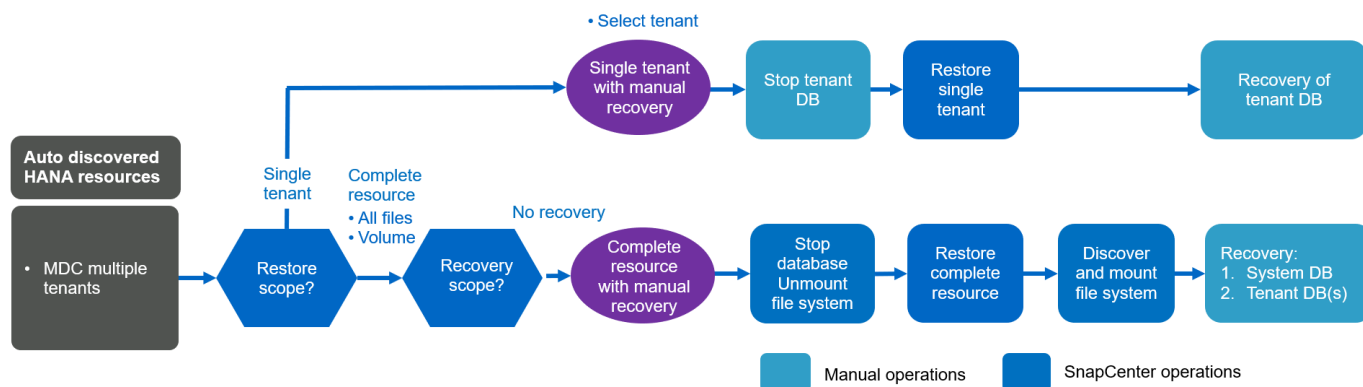 • Select tenant
Single tenant
with manual
recovery
Stop tenant
DB
Restore
single
tenant
Recovery of
tenant DB
Auto discovered
HANA resources
Single
tenant
Complete
resource
• All files
• Volume
No recovery
• MDC multiple
tenants
Restore
scope?
Recovery
scope?
Complete
resource
with manual
recovery
Stop
database
Unmount
file system
Restore
complete
resource
Discover
and mount
file system
Recovery:
1. System DB
2. Tenant DB(s)
Manual operations
SnapCenter operations